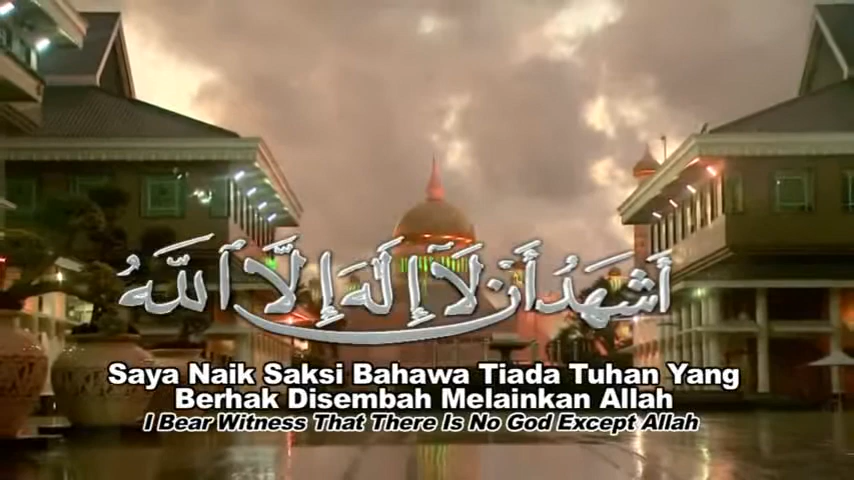 أَشْهَدُ أَنْ لَآ إِلَهَ إِلَّا ٱللَّهُ
Saya Naik Saksi Bahawa Tiada Tuhan Yang
Berhak Disembah Melainkan Allah
I Bear Witness That There Is No God Except Allah